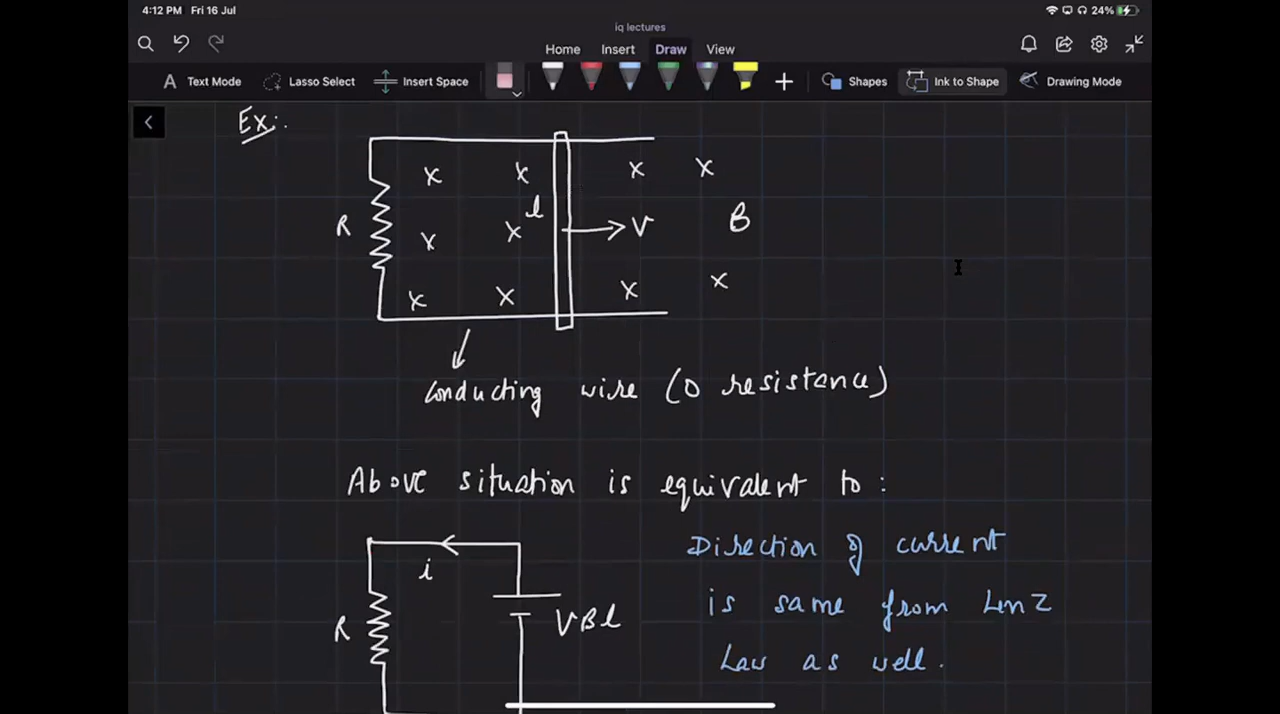 4:12 PM Fri 16 Jul
24%
iq lectures
Home Insert Draw View
Text Mode Lasso Select Insert Space Shapes Ink to Shape Drawing Mode
Ex:.
x x x x
R x x l V B
x x x x
Conducting wire (0 resistance)
Above situation is equivalent to :
i
R VBl
Direction of current
is same from Lenz
Law as well.